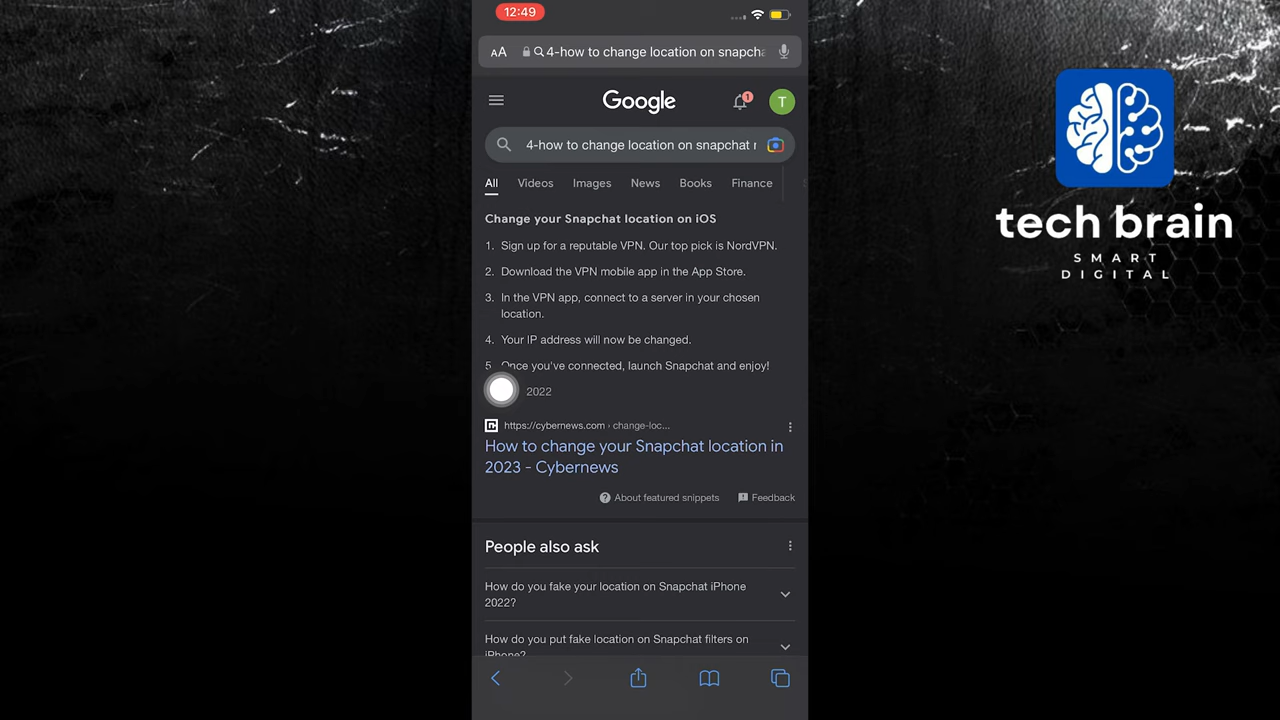 12:49
AA 4-how to change location on snapcha
Google
1
T
4-how to change location on snapchat r
All Videos Images News Books Finance
Change your Snapchat location on iOS
1. Sign up for a reputable VPN. Our top pick is NordVPN.
2. Download the VPN mobile app in the App Store.
3. In the VPN app, connect to a server in your chosen
location.
4. Your IP address will now be changed.
5. Once you've connected, launch Snapchat and enjoy!
2022
https://cybernews.com › change-loc...
How to change your Snapchat location in
2023 - Cybernews
About featured snippets Feedback
People also ask
How do you fake your location on Snapchat iPhone
2022?
How do you put fake location on Snapchat filters on
iPhone?
tech brain
SMART
DIGITAL